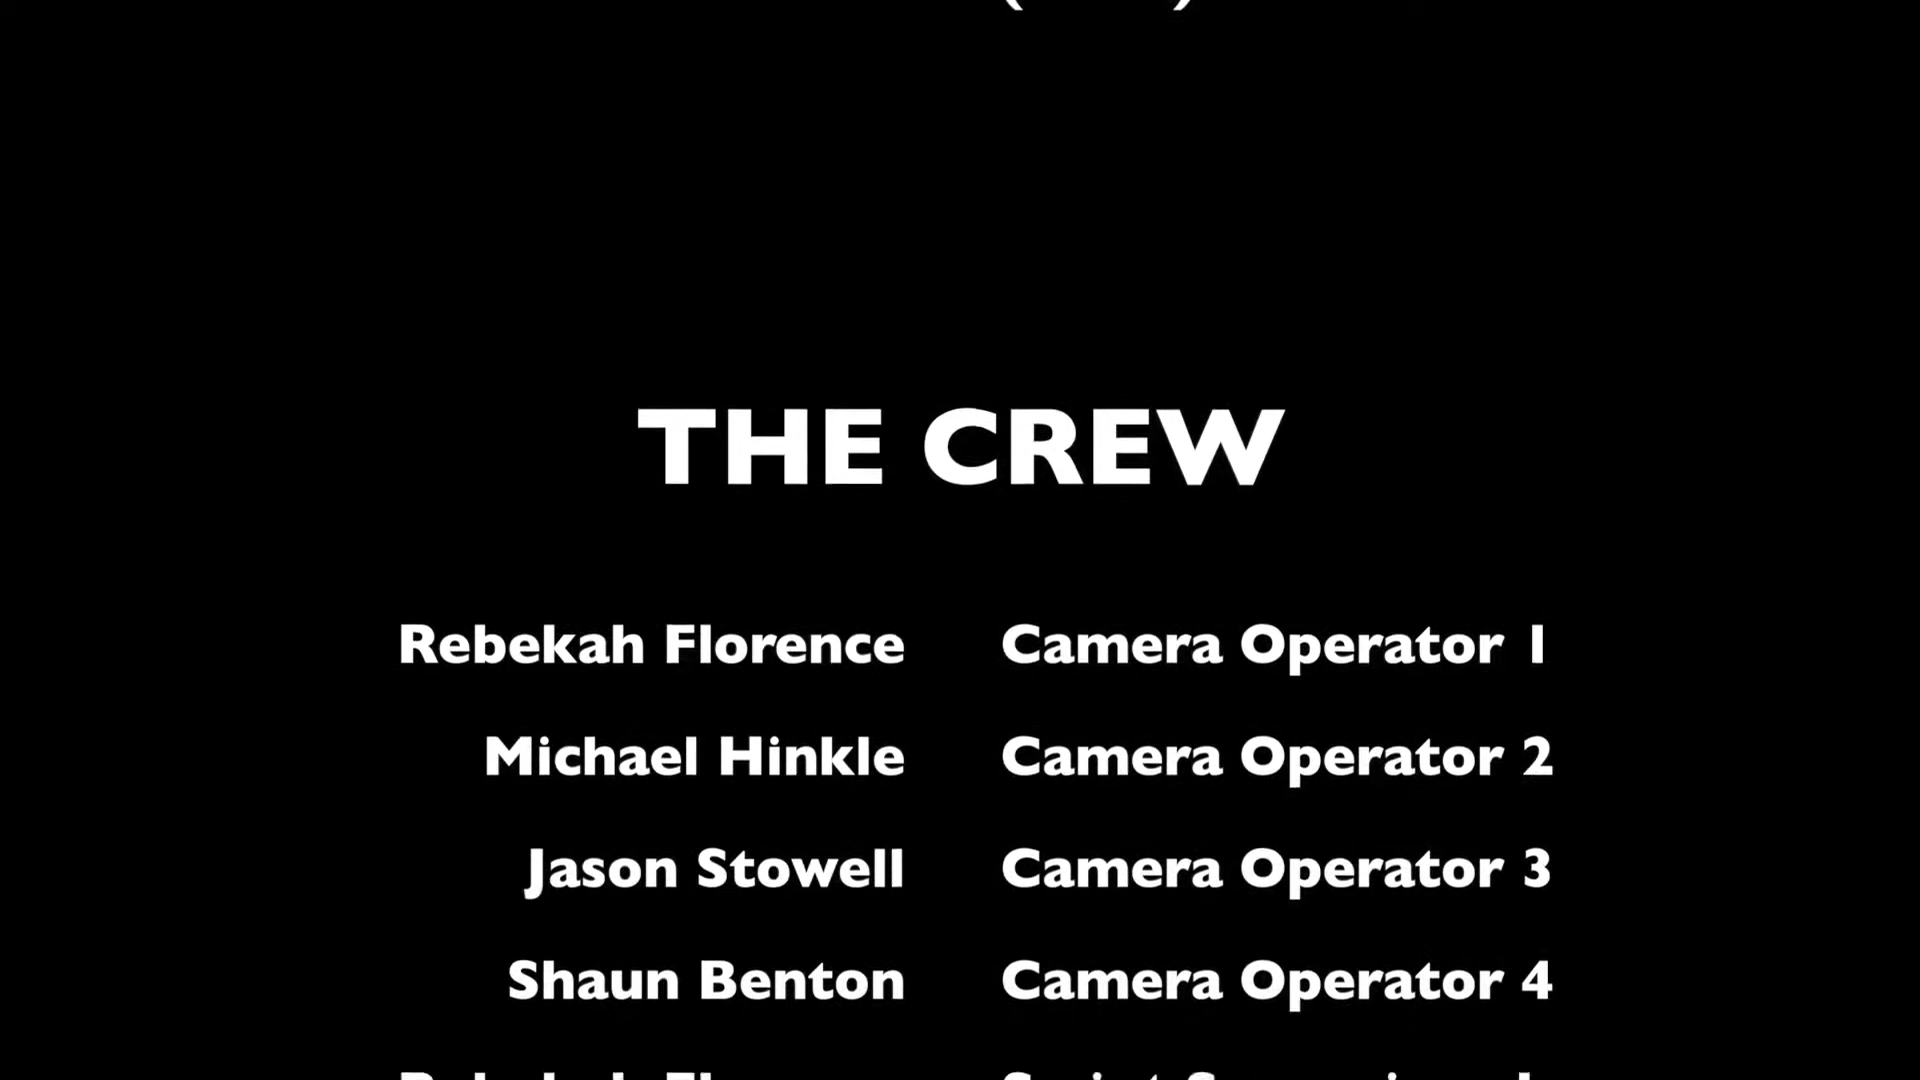 THE CREW
Rebekah Florence Camera Operator 1
Michael Hinkle Camera Operator 2
Jason Stowell Camera Operator 3
Shaun Benton Camera Operator 4